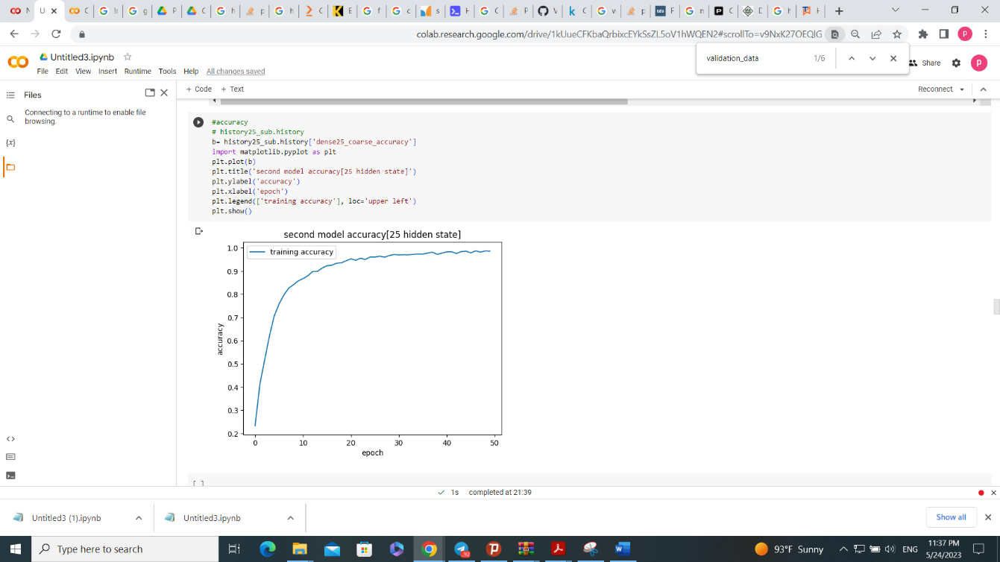 colab.research.google.com/drive/1kUueCFKbaQrbixcEYkSsZL5oV1hWQEN2#scrollTo=v9NxK27OEQJG
validation_data 1/6
Untitled3.ipynb
File Edit View Insert Runtime Tools Help All changes saved
Share
P
Files
+ Code + Text
Reconnect
Connecting to a runtime to enable file
browsing.
{x}
#accuracy
# history25_sub.history
b= history25_sub.history['dense25_coarse_accuracy']
import matplotlib.pyplot as plt
plt.plot(b)
plt.title('second model accuracy[25 hidden state]')
plt.ylabel('accuracy')
plt.xlabel('epoch')
plt.legend(['training accuracy'], loc='upper left')
plt.show()
second model accuracy[25 hidden state]
training accuracy
1.0
0.9
0.8
0.7
0.6
0.5
0.4
0.3
0.2
accuracy
0 10 20 30 40 50
epoch
[ ]
1s completed at 21:39
Untitled3 (1).ipynb
Untitled3.ipynb
Show all
Type here to search
92
93°F Sunny
ENG
11:37 PM
5/24/2023